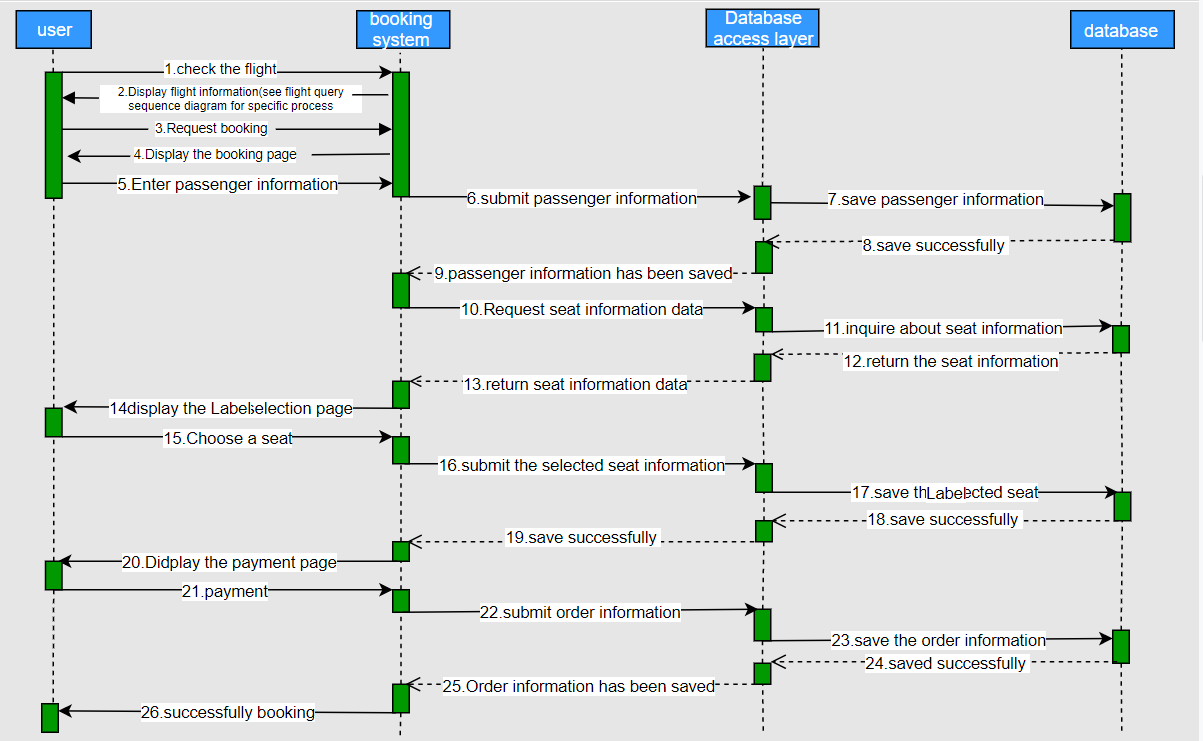 user
booking
system
Database
access layer
database
1.check the flight
2.Display flight information(see flight query
sequence diagram for specific process
3.Request booking
4.Display the booking page
5.Enter passenger information
6.submit passenger information
7.save passenger information
8.save successfully
9.passenger information has been saved
10.Request seat information data
11.inquire about seat information
12.return the seat information
13.return seat information data
14display the Labelselection page
15.Choose a seat
16.submit the selected seat information
17.save thLabelected seat
18.save successfully
19.save successfully
20.Didplay the payment page
21.payment
22.submit order information
23.save the order information
24.saved successfully
25.Order information has been saved
26.successfully booking